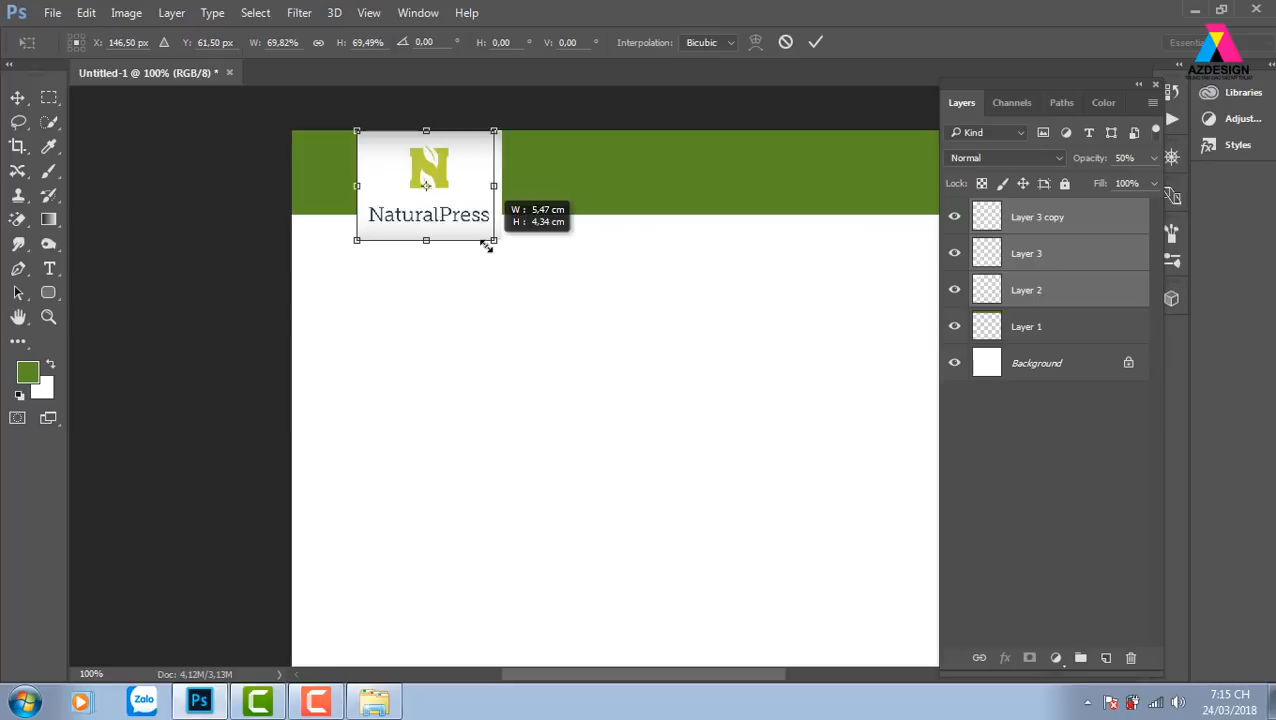 Ps File Edit Image Layer Type Select Filter 3D View Window Help
X: 146,50 px Y: 61,50 px W: 69,82% H: 69,49% 0,00 ° H: 0,00 ° V: 0,00 ° Interpolation: Bicubic
AZDESIGN
Untitled-1 @ 100% (RGB/8) * ×
Layers Channels Paths Color
Libraries
Adjust...
Styles
Kind
Normal Opacity: 50%
Lock: Fill: 100%
Layer 3 copy
Layer 3
Layer 2
Layer 1
Background
N
NaturalPress
W : 5,47 cm
H : 4,34 cm
100% Doc: 4,12M/3,13M
Zalo Ps
7:15 CH
24/03/2018